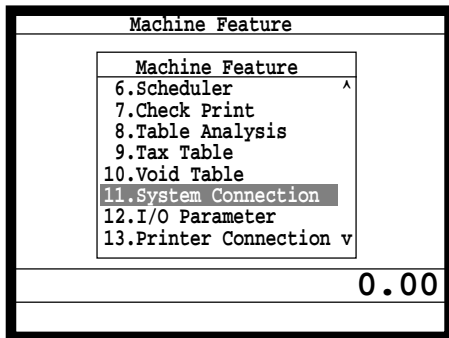 Machine Feature
Machine Feature
6.Scheduler ^
7.Check Print
8.Table Analysis
9.Tax Table
10.Void Table
11.System Connection
12.I/O Parameter
13.Printer Connection v
0.00